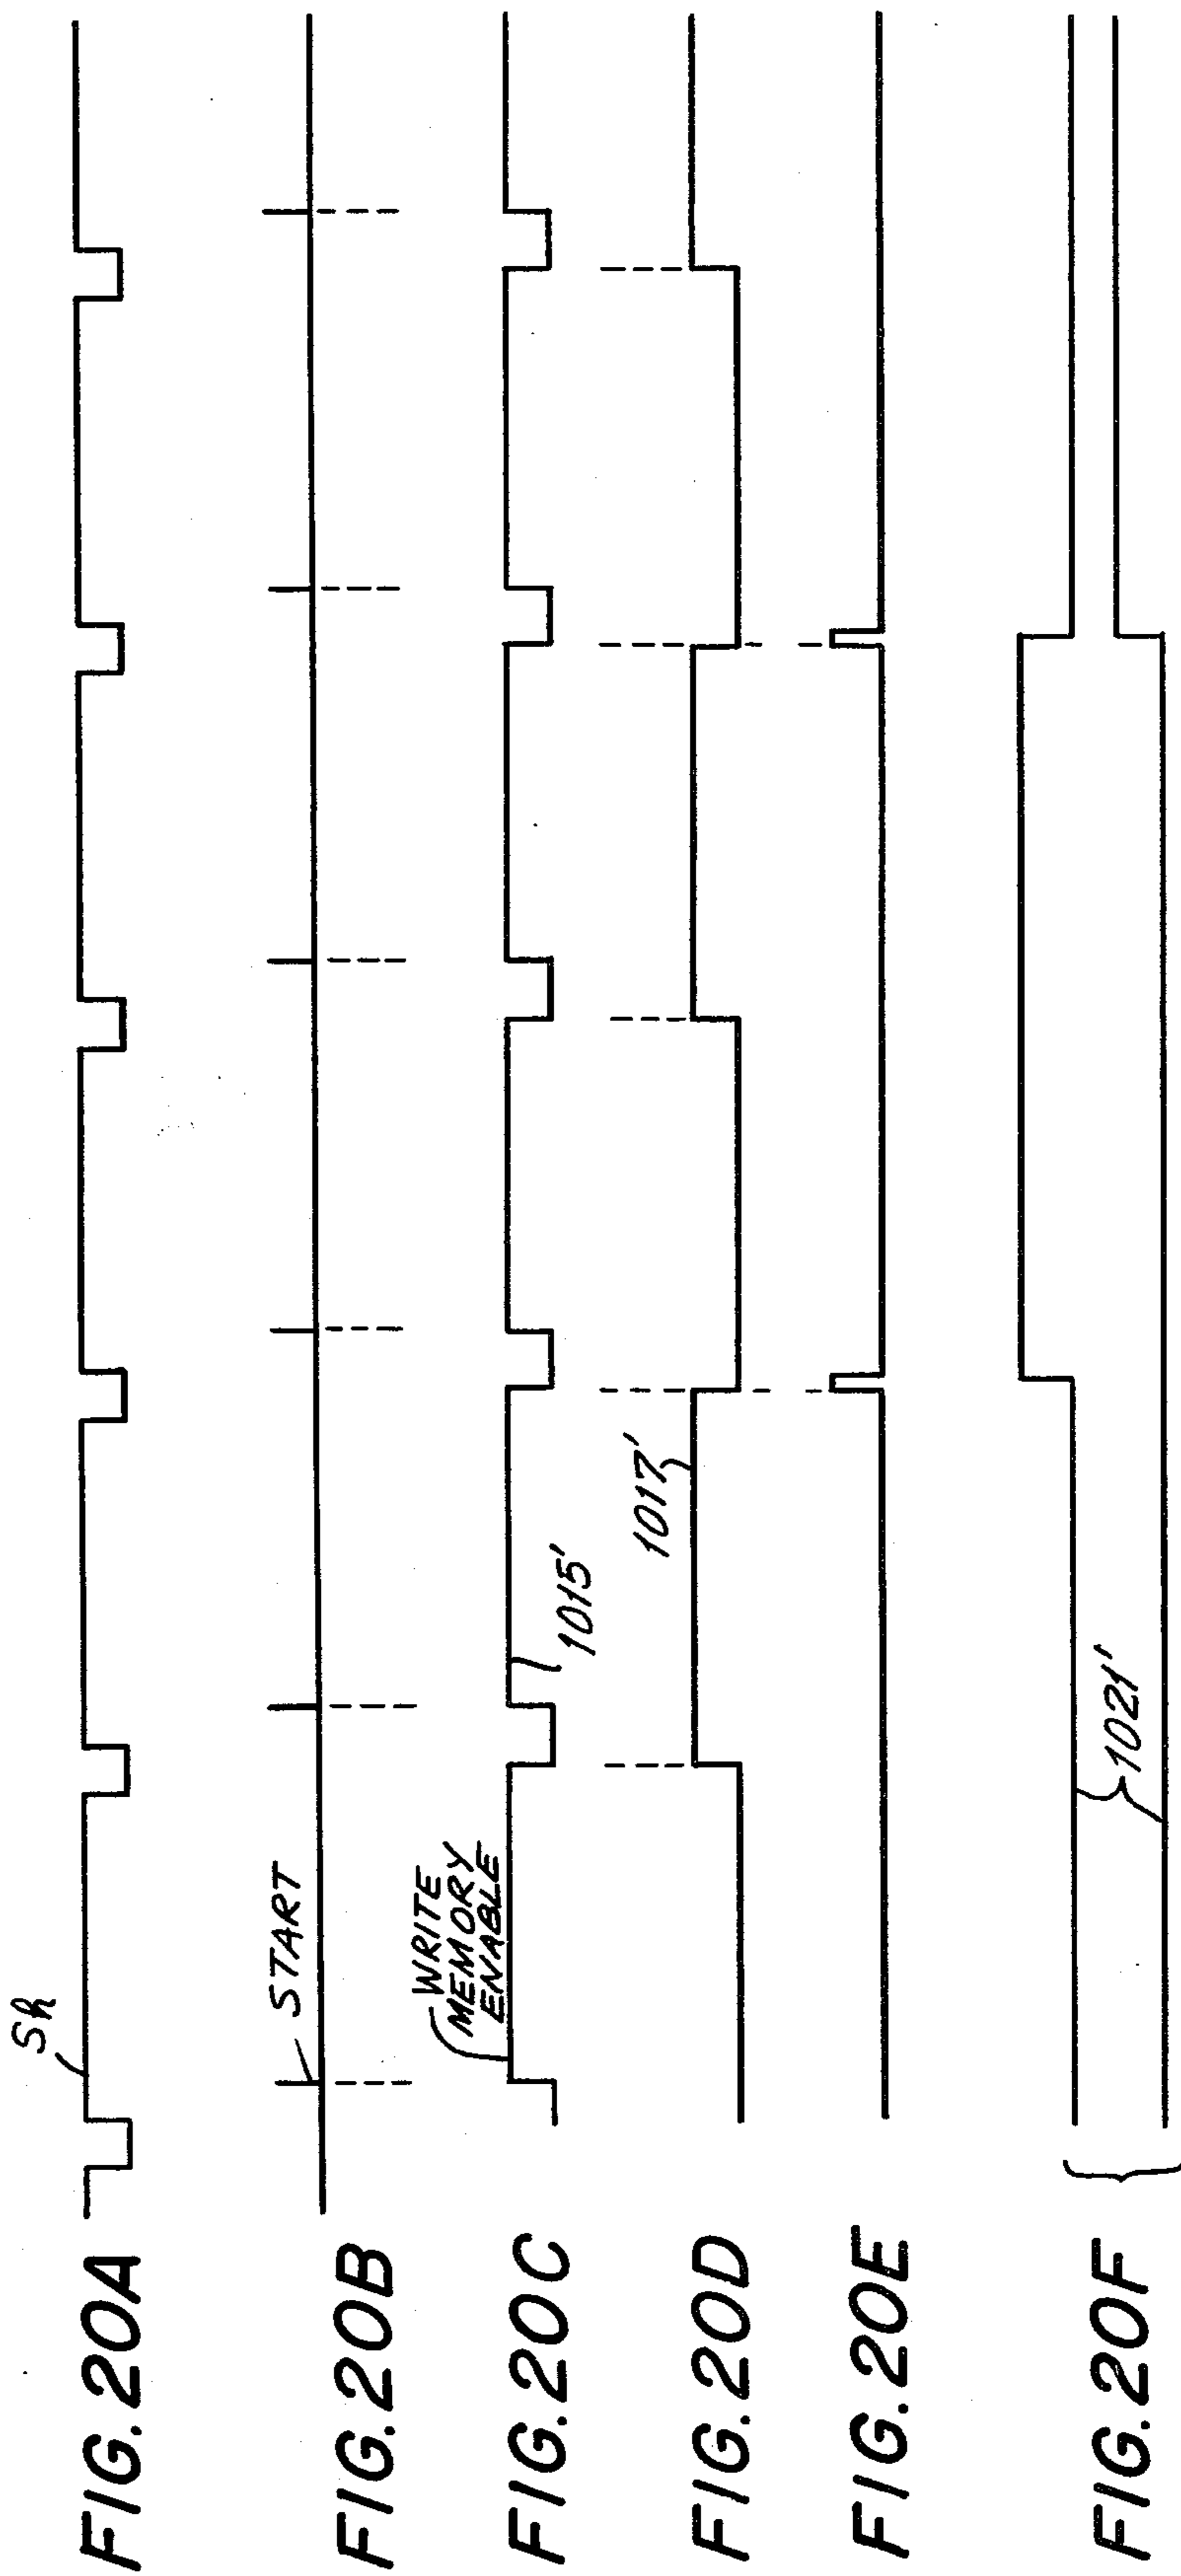 FIG. 20A
Sh
FIG. 20B
START
FIG. 20C
WRITE
MEMORY
ENABLE
1015'
FIG. 20D
1017'
FIG. 20E
FIG. 20F
1021'